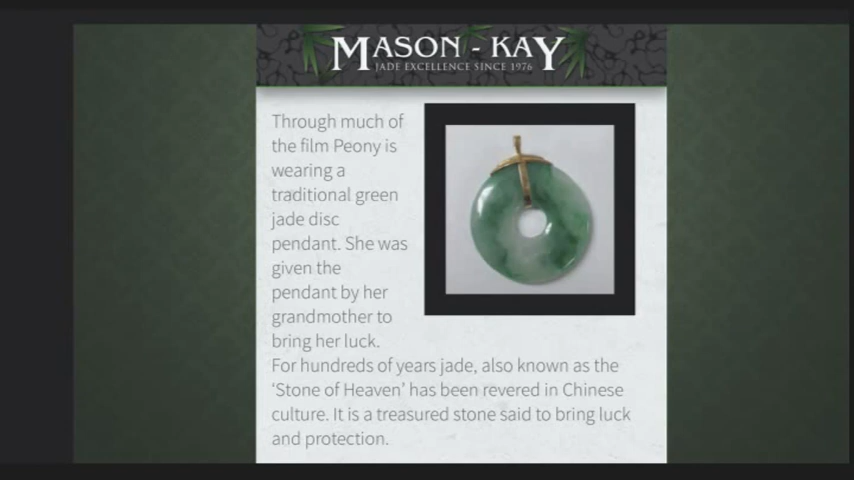 MASON - KAY
JADE EXCELLENCE SINCE 1976
Through much of
the film Peony is
wearing a
traditional green
jade disc
pendant. She was
given the
pendant by her
grandmother to
bring her luck.
For hundreds of years jade, also known as the
‘Stone of Heaven’ has been revered in Chinese
culture. It is a treasured stone said to bring luck
and protection.